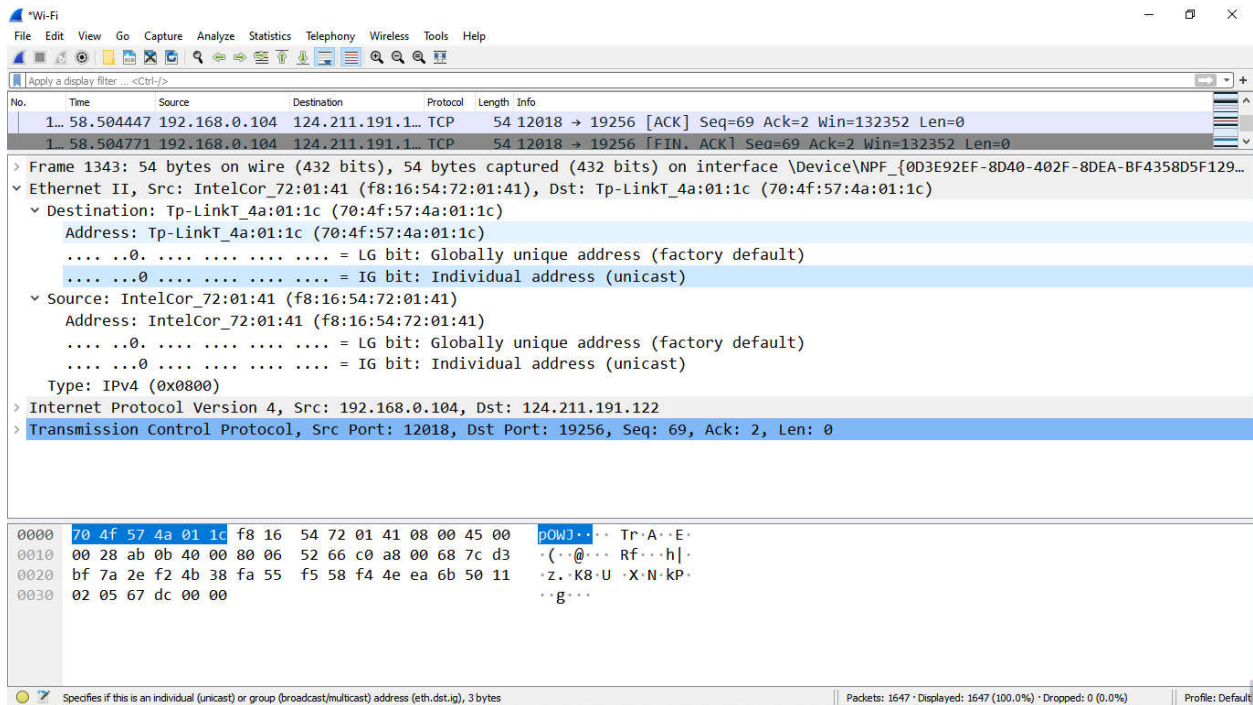 *Wi-Fi
File Edit View Go Capture Analyze Statistics Telephony Wireless Tools Help
Apply a display filter ... <Ctrl-/>
No. Time Source Destination Protocol Length Info
1… 58.504447 192.168.0.104 124.211.191.1… TCP 54 12018 → 19256 [ACK] Seq=69 Ack=2 Win=132352 Len=0
1… 58.504771 192.168.0.104 124.211.191.1… TCP 54 12018 → 19256 [FIN, ACK] Seq=69 Ack=2 Win=132352 Len=0
Frame 1343: 54 bytes on wire (432 bits), 54 bytes captured (432 bits) on interface \Device\NPF_{0D3E92EF-8D40-402F-8DEA-BF4358D5F129…
Ethernet II, Src: IntelCor_72:01:41 (f8:16:54:72:01:41), Dst: Tp-LinkT_4a:01:1c (70:4f:57:4a:01:1c)
Destination: Tp-LinkT_4a:01:1c (70:4f:57:4a:01:1c)
Address: Tp-LinkT_4a:01:1c (70:4f:57:4a:01:1c)
.... ..0. .... .... .... .... = LG bit: Globally unique address (factory default)
.... ...0 .... .... .... .... = IG bit: Individual address (unicast)
Source: IntelCor_72:01:41 (f8:16:54:72:01:41)
Address: IntelCor_72:01:41 (f8:16:54:72:01:41)
.... ..0. .... .... .... .... = LG bit: Globally unique address (factory default)
.... ...0 .... .... .... .... = IG bit: Individual address (unicast)
Type: IPv4 (0x0800)
Internet Protocol Version 4, Src: 192.168.0.104, Dst: 124.211.191.122
Transmission Control Protocol, Src Port: 12018, Dst Port: 19256, Seq: 69, Ack: 2, Len: 0
0000 70 4f 57 4a 01 1c f8 16 54 72 01 41 08 00 45 00 pOWJ···· Tr·A··E·
0010 00 28 ab 0b 40 00 80 06 52 66 c0 a8 00 68 7c d3 ·(··@··· Rf···h|·
0020 bf 7a 2e f2 4b 38 fa 55 f5 58 f4 4e ea 6b 50 11 ·z.·K8·U ·X·N·kP·
0030 02 05 67 dc 00 00 ··g···
Specifies if this is an individual (unicast) or group (broadcast/multicast) address (eth.dst.ig), 3 bytes Packets: 1647 · Displayed: 1647 (100.0%) · Dropped: 0 (0.0%) Profile: Default